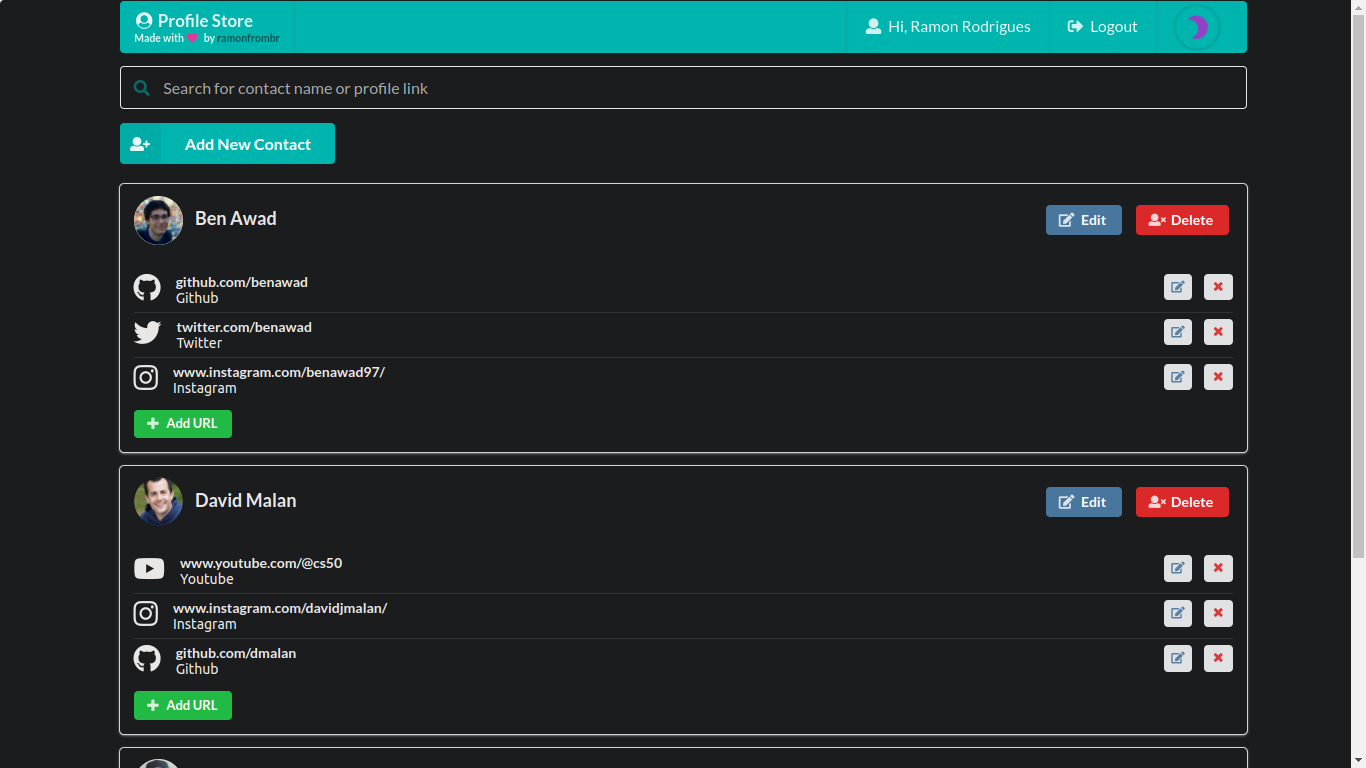 Profile Store
Made with by ramonfrombr
Hi, Ramon Rodrigues
Logout
Search for contact name or profile link
Add New Contact
Ben Awad
Edit
Delete
github.com/benawad
Github
twitter.com/benawad
Twitter
www.instagram.com/benawad97/
Instagram
Add URL
David Malan
Edit
Delete
www.youtube.com/@cs50
Youtube
www.instagram.com/davidjmalan/
Instagram
github.com/dmalan
Github
Add URL